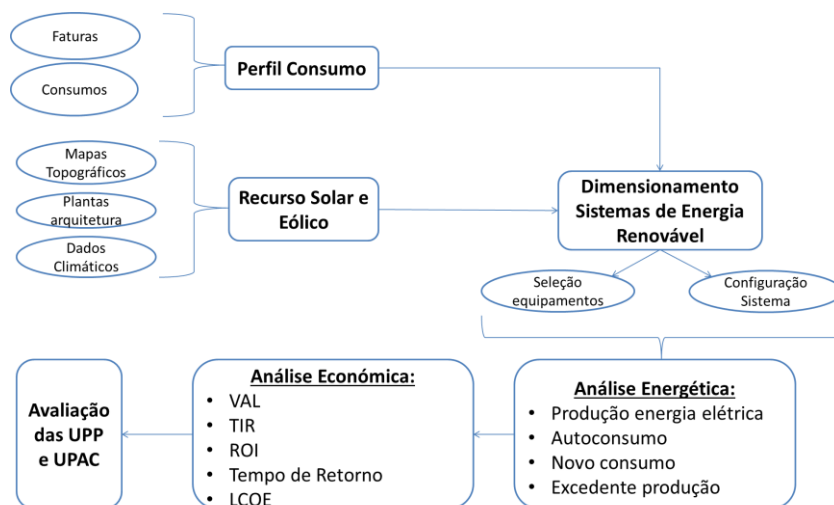 Faturas
Perfil Consumo
Consumos
Mapas
Topográficos
Plantas
arquitetura
Dados
Climáticos
Recurso Solar e
Eólico
Dimensionamento
Sistemas de Energia
Renovável
Seleção
equipamentos
Configuração
Sistema
Análise Energética:
• Produção energia elétrica
• Autoconsumo
• Novo consumo
• Excedente produção
Análise Económica:
• VAL
• TIR
• ROI
• Tempo de Retorno
• LCOE
Avaliação
das UPP
e UPAC